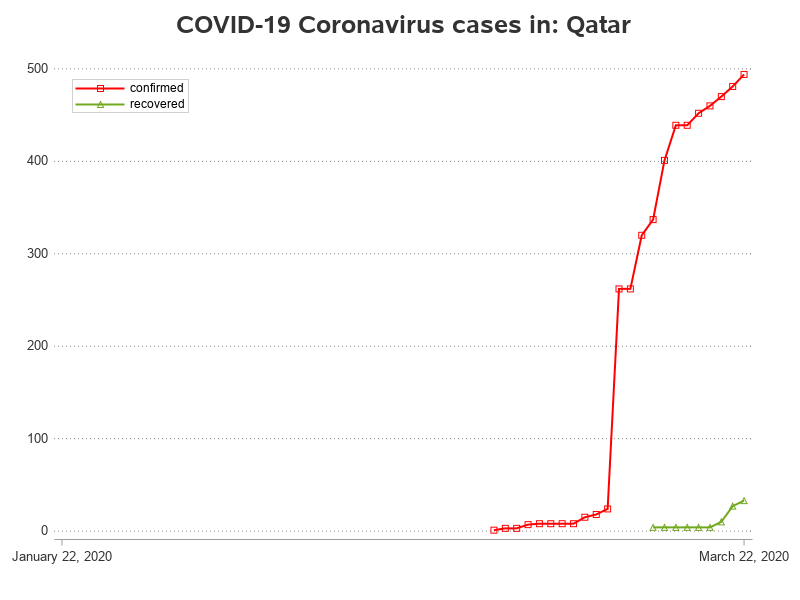 COVID-19 Coronavirus cases in: Qatar
500
confirmed
recovered
400
300
200
100
0
January 22, 2020
March 22, 2020